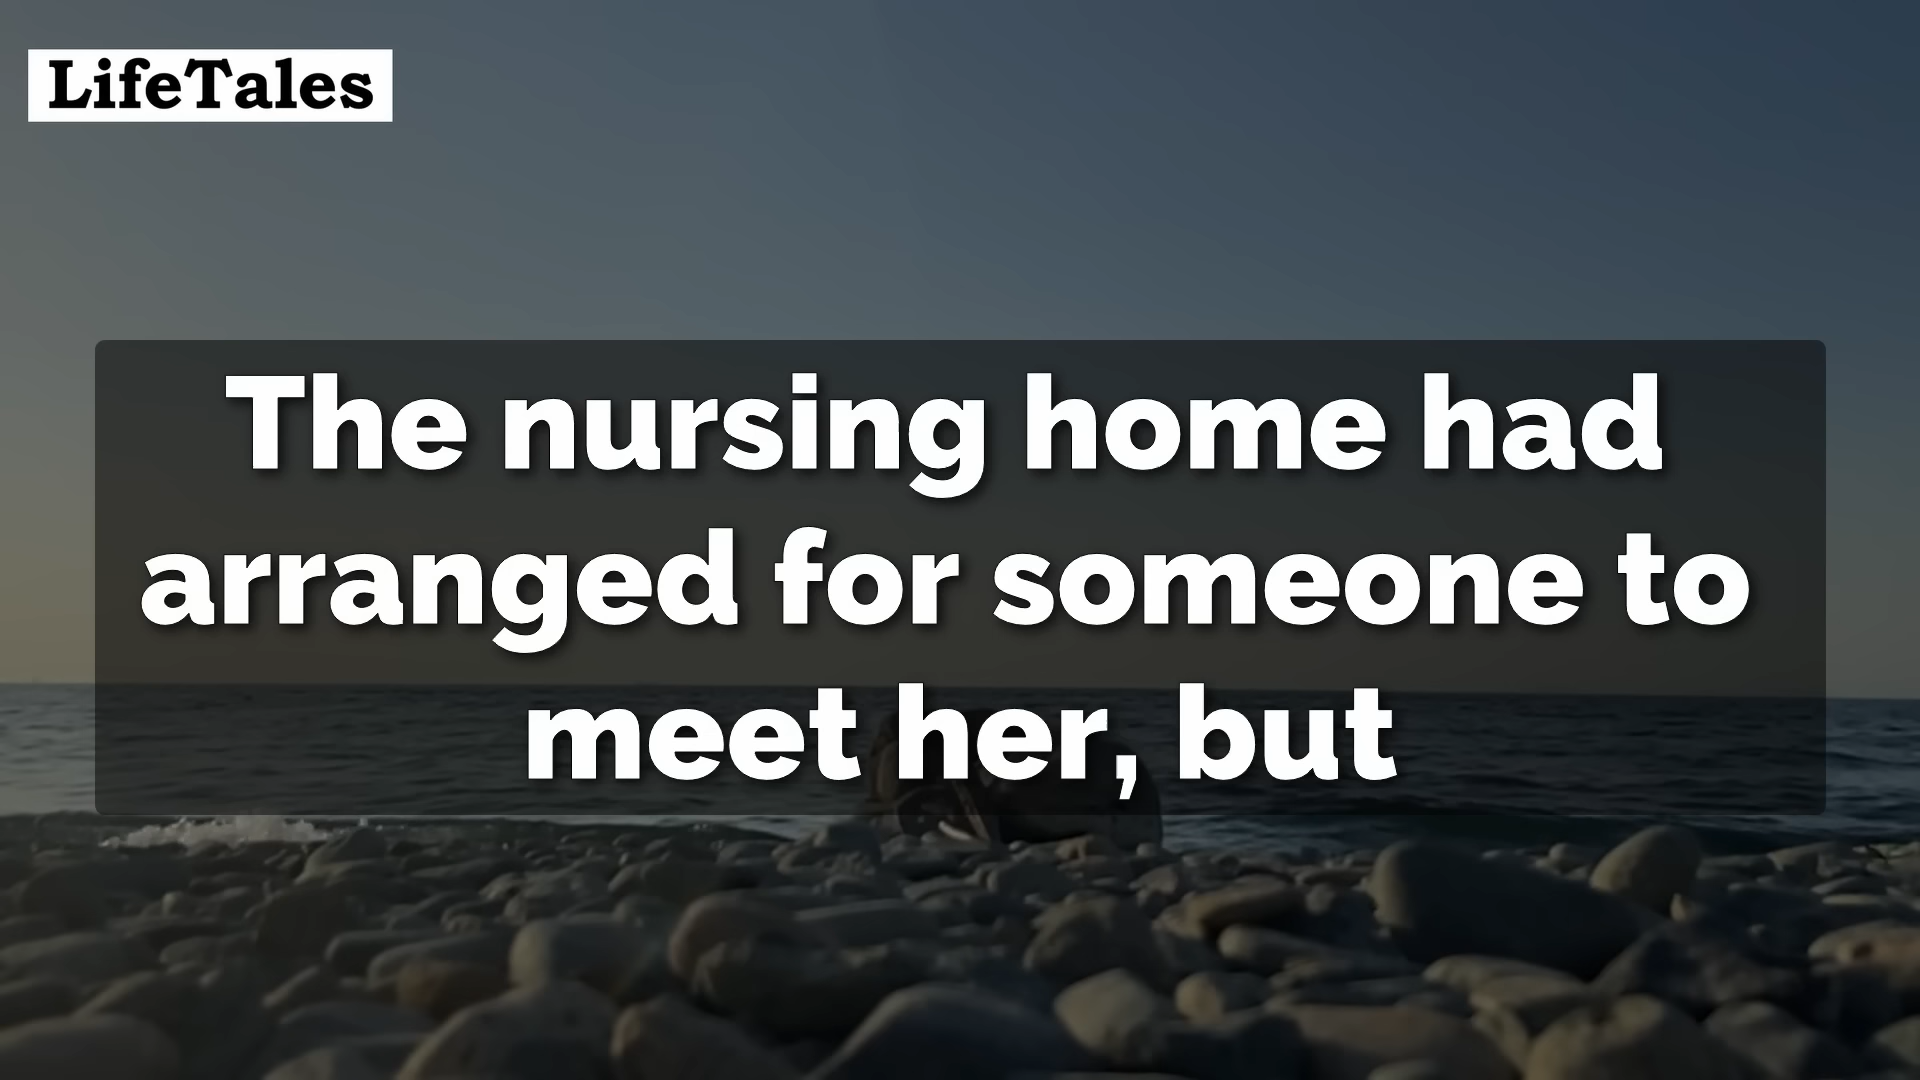 LifeTales
The nursing home had
arranged for someone to
meet her, but